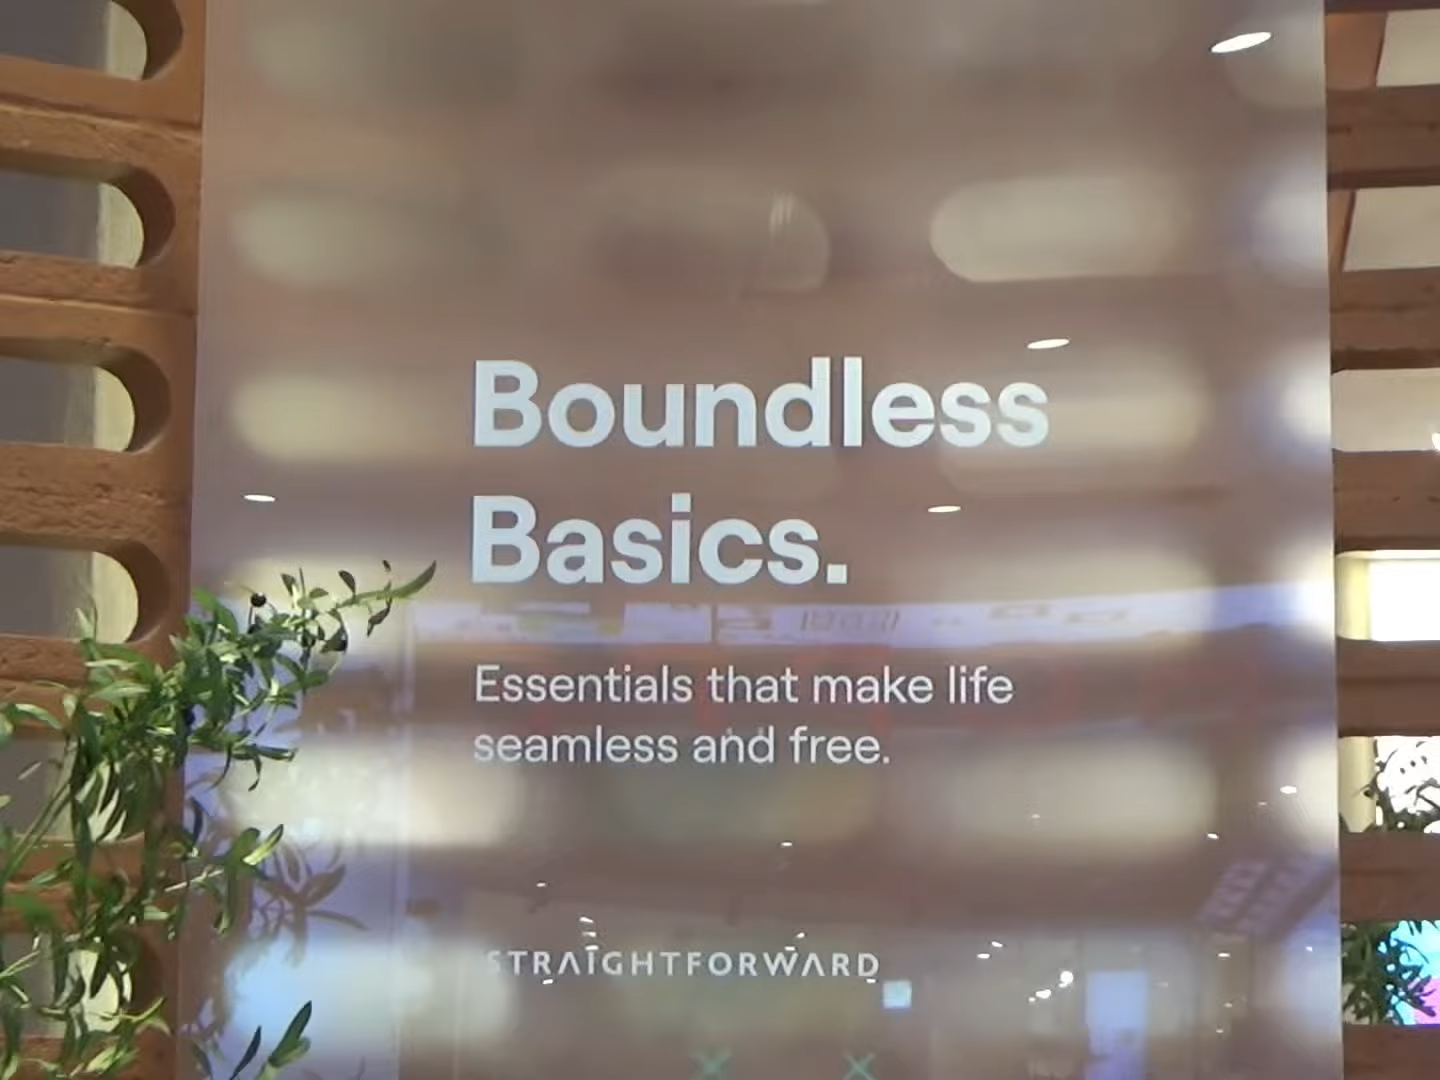 Boundless
Basics.
Essentials that make life
seamless and free.
STRAIGHTFORWARD